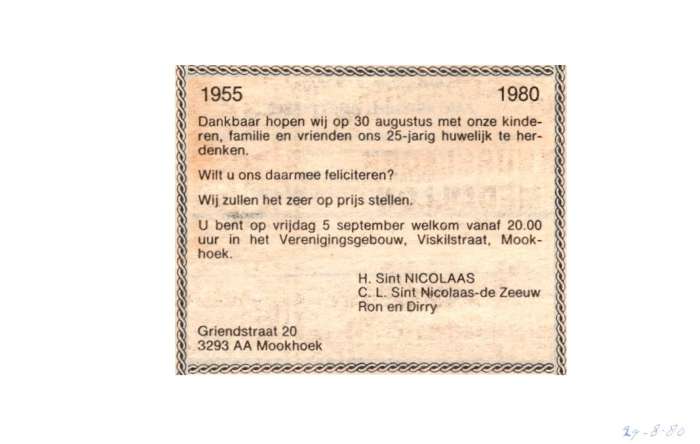 1955 1980
Dankbaar hopen wij op 30 augustus met onze kinde-
ren, familie en vrienden ons 25-jarig huwelijk te her-
denken.
Wilt u ons daarmee feliciteren?
Wij zullen het zeer op prijs stellen.
U bent op vrijdag 5 september welkom vanaf 20.00
uur in het Verenigingsgebouw, Viskilstraat, Mook-
hoek.
H. Sint NICOLAAS
C. L. Sint Nicolaas-de Zeeuw
Ron en Dirry
Griendstraat 20
3293 AA Mookhoek
29-8-80